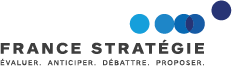 FRANCE STRATÉGIE
ÉVALUER. ANTICIPER. DÉBATTRE. PROPOSER.